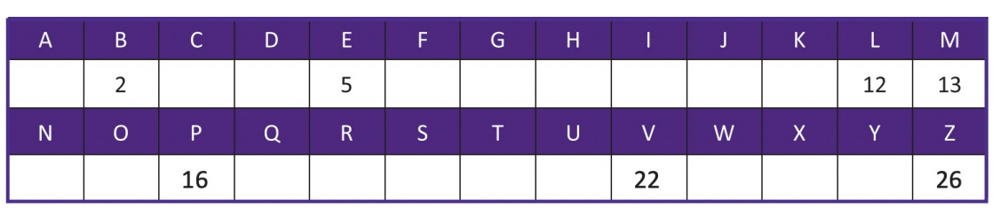 A B C D E F G H I J K L M
2 5 12 13
N O P Q R S T U V W X Y Z
16 22 26